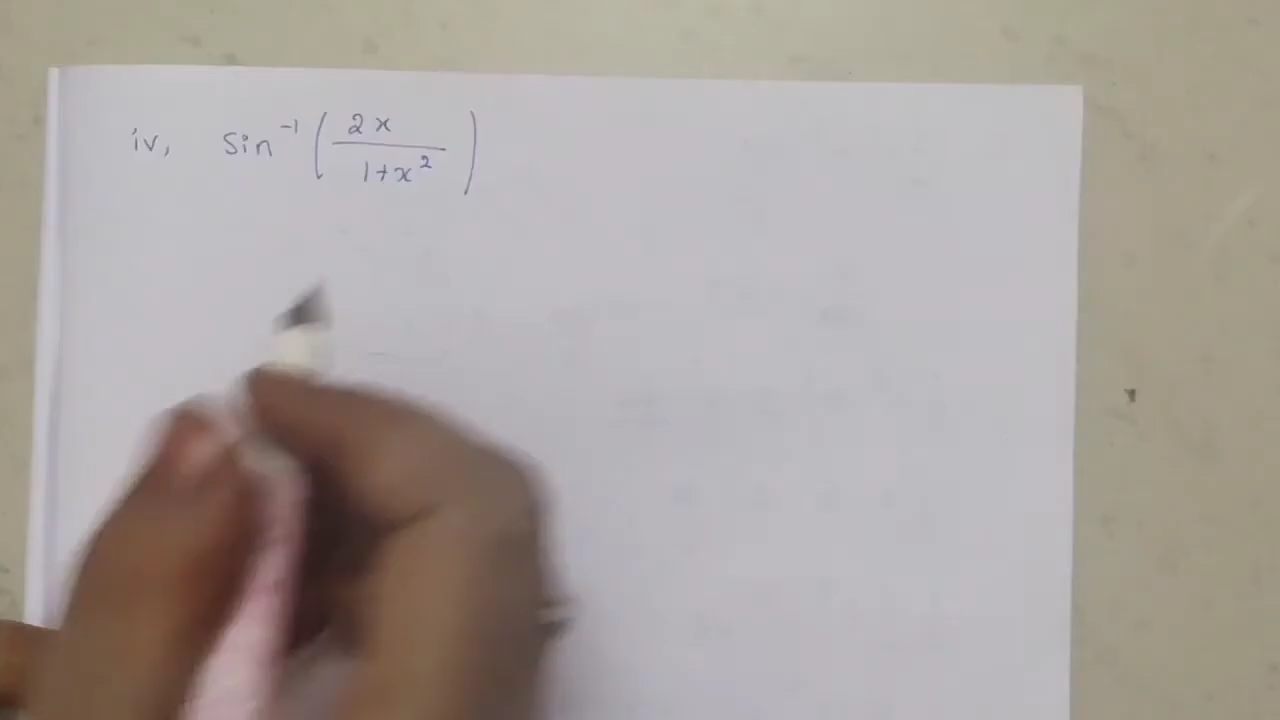 iv, Sin⁻¹ (2x / 1+x²)